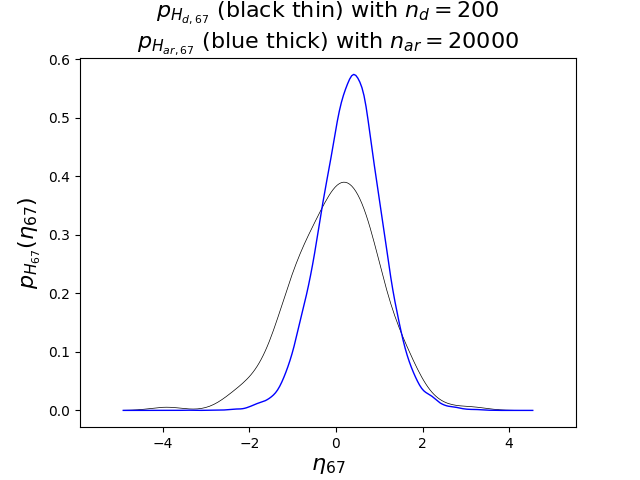 $p_{H_{d,67}}$ (black thin) with $n_d = 200$
$p_{H_{ar,67}}$ (blue thick) with $n_{ar} = 20000$
0.6
0.5
0.4
0.3
0.2
0.1
0.0
$p_{H_{67}}(\eta_{67})$
−4 −2 0 2 4
$\eta_{67}$